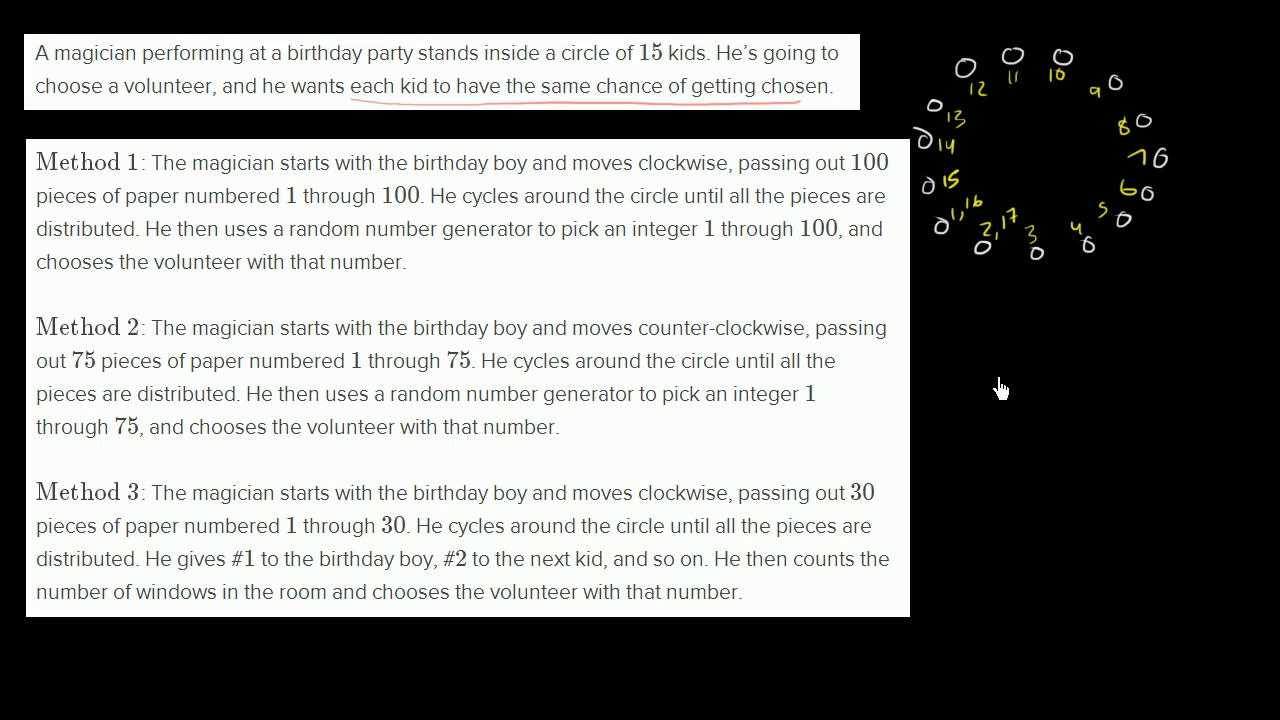 A magician performing at a birthday party stands inside a circle of 15 kids. He's going to
choose a volunteer, and he wants each kid to have the same chance of getting chosen.
Method 1: The magician starts with the birthday boy and moves clockwise, passing out 100
pieces of paper numbered 1 through 100. He cycles around the circle until all the pieces are
distributed. He then uses a random number generator to pick an integer 1 through 100, and
chooses the volunteer with that number.
Method 2: The magician starts with the birthday boy and moves counter-clockwise, passing
out 75 pieces of paper numbered 1 through 75. He cycles around the circle until all the
pieces are distributed. He then uses a random number generator to pick an integer 1
through 75, and chooses the volunteer with that number.
Method 3: The magician starts with the birthday boy and moves clockwise, passing out 30
pieces of paper numbered 1 through 30. He cycles around the circle until all the pieces are
distributed. He gives #1 to the birthday boy, #2 to the next kid, and so on. He then counts the
number of windows in the room and chooses the volunteer with that number.
1, 16
2, 17
3
4
5
6
7
8
9
10
11
12
13
14
15